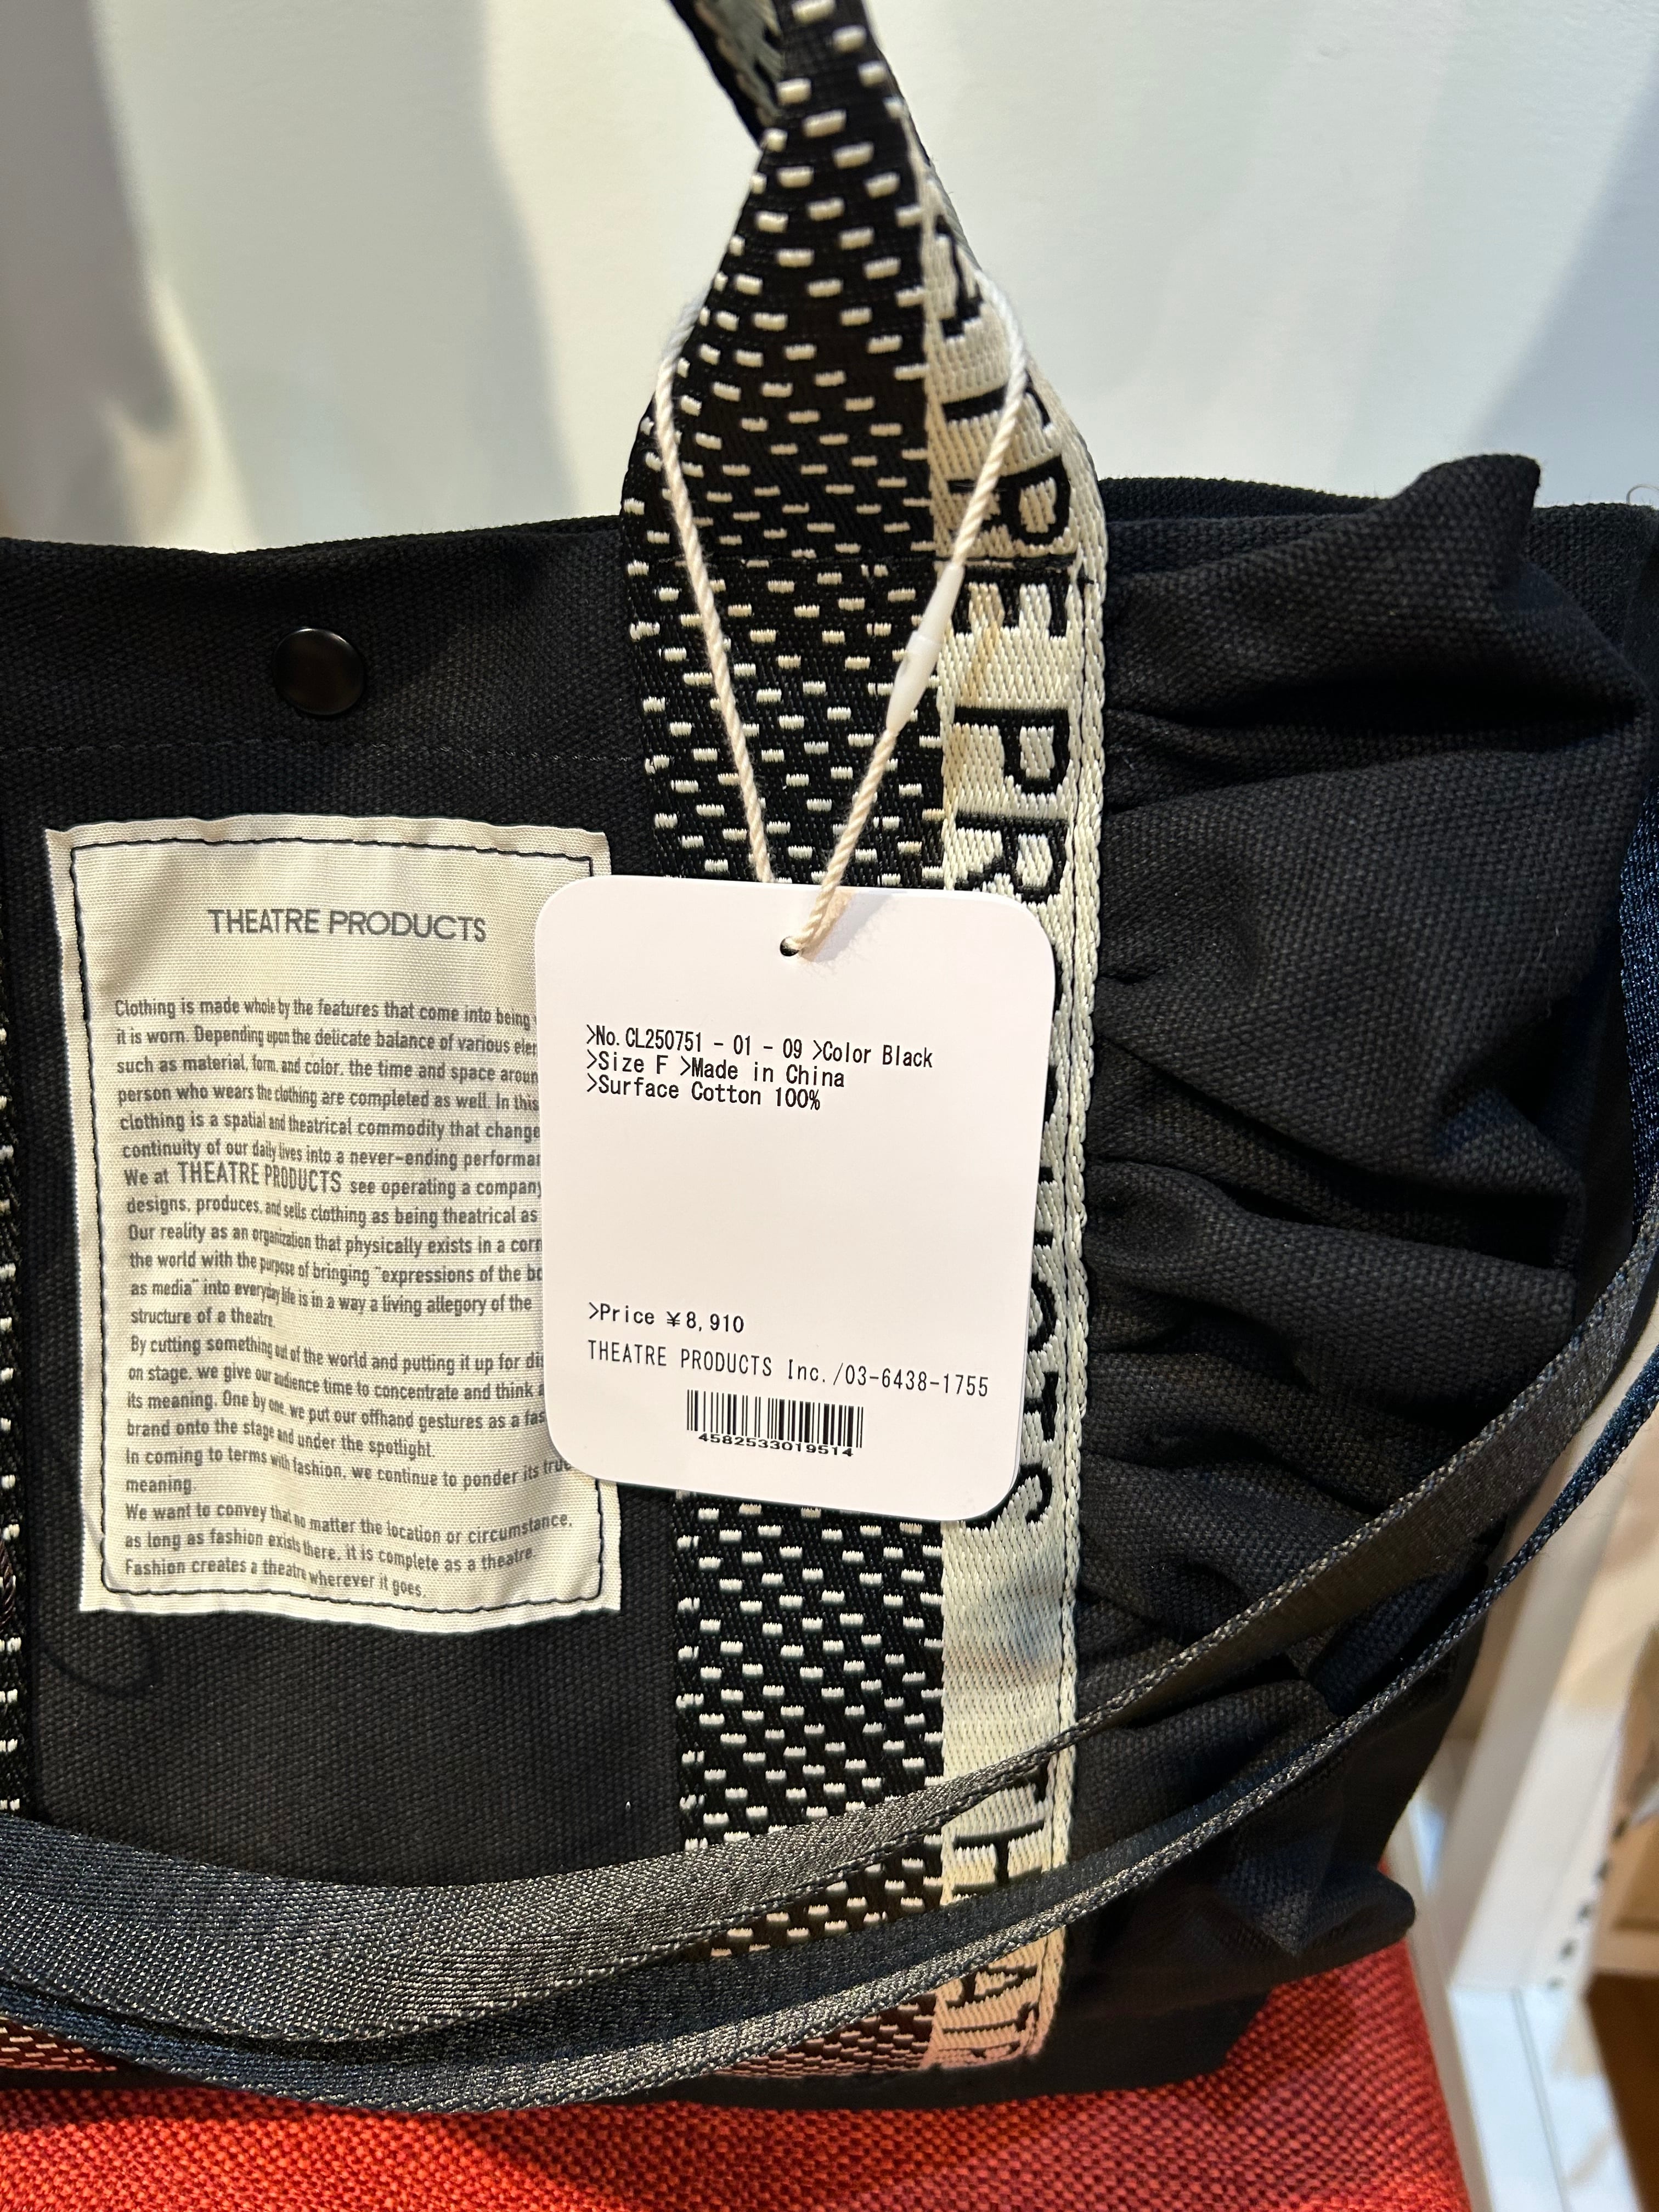 THEATRE PRODUCTS
Clothing is made whole by the features that come into being
it is worn. Depending upon the delicate balance of various
such as material, form, and color, the time and space
person who wears the clothing are completed as well. In this
clothing is a spatial and theatrical commodity that
continuity of our daily lives into a never-ending
We at THEATRE PRODUCTS see operating a company
designs, produces, and sells clothing as being theatrical as
Our reality as an organization that physically exists in a
the world with the purpose of bringing "expressions of the
as media" into everyday life is in a way a living allegory of the
structure of a theatre.
By cutting something out of the world and putting it up for
on stage, we give our audience time to concentrate and think
its meaning. One by one, we put our offhand gestures as a
brand onto the stage and under the spotlight.
In coming to terms with fashion, we continue to ponder its true
meaning.
We want to convey that no matter the location or circumstance,
as long as fashion exists there, it is complete as a theatre.
Fashion creates a theatre wherever it goes.
>No. CL250751 - 01 - 09 >Color Black
>Size F >Made in China
>Surface Cotton 100%
>Price ¥8,910
THEATRE PRODUCTS Inc./03-6438-1755
4582533019514